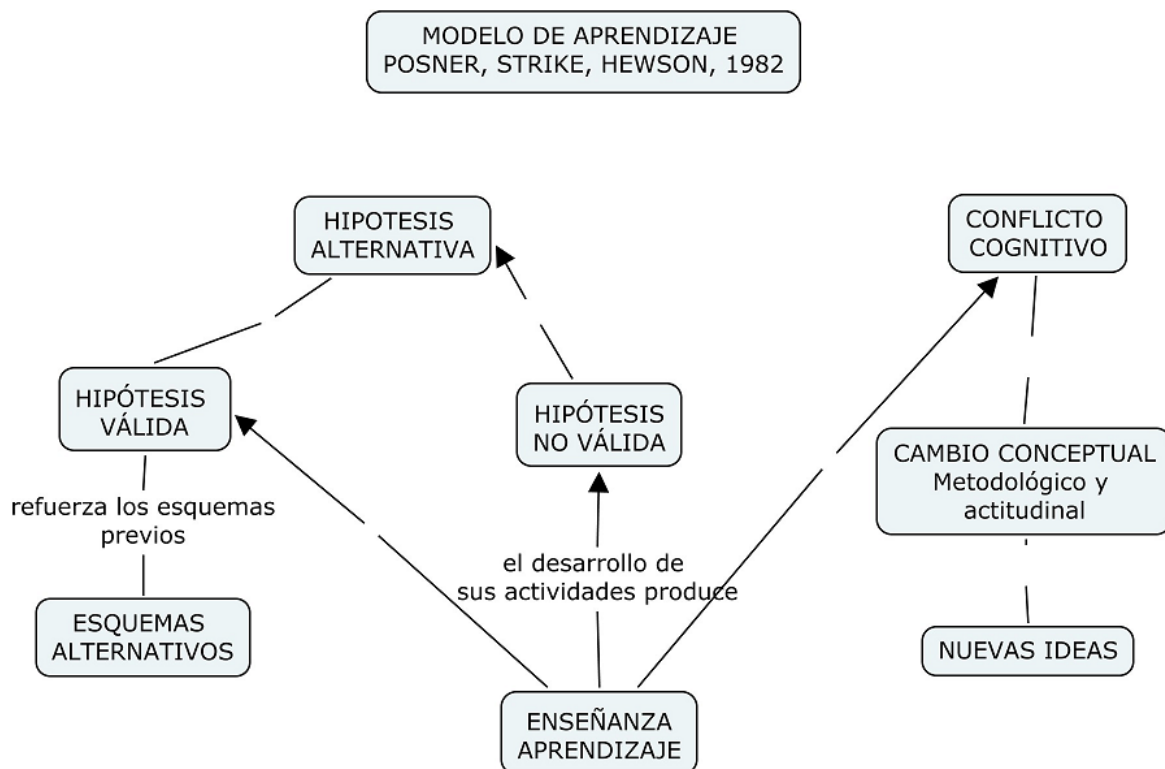 MODELO DE APRENDIZAJE
POSNER, STRIKE, HEWSON, 1982
HIPOTESIS
ALTERNATIVA
CONFLICTO
COGNITIVO
HIPÓTESIS
VÁLIDA
HIPÓTESIS
NO VÁLIDA
CAMBIO CONCEPTUAL
Metodológico y
actitudinal
refuerza los esquemas
previos
el desarrollo de
sus actividades produce
ESQUEMAS
ALTERNATIVOS
NUEVAS IDEAS
ENSEÑANZA
APRENDIZAJE